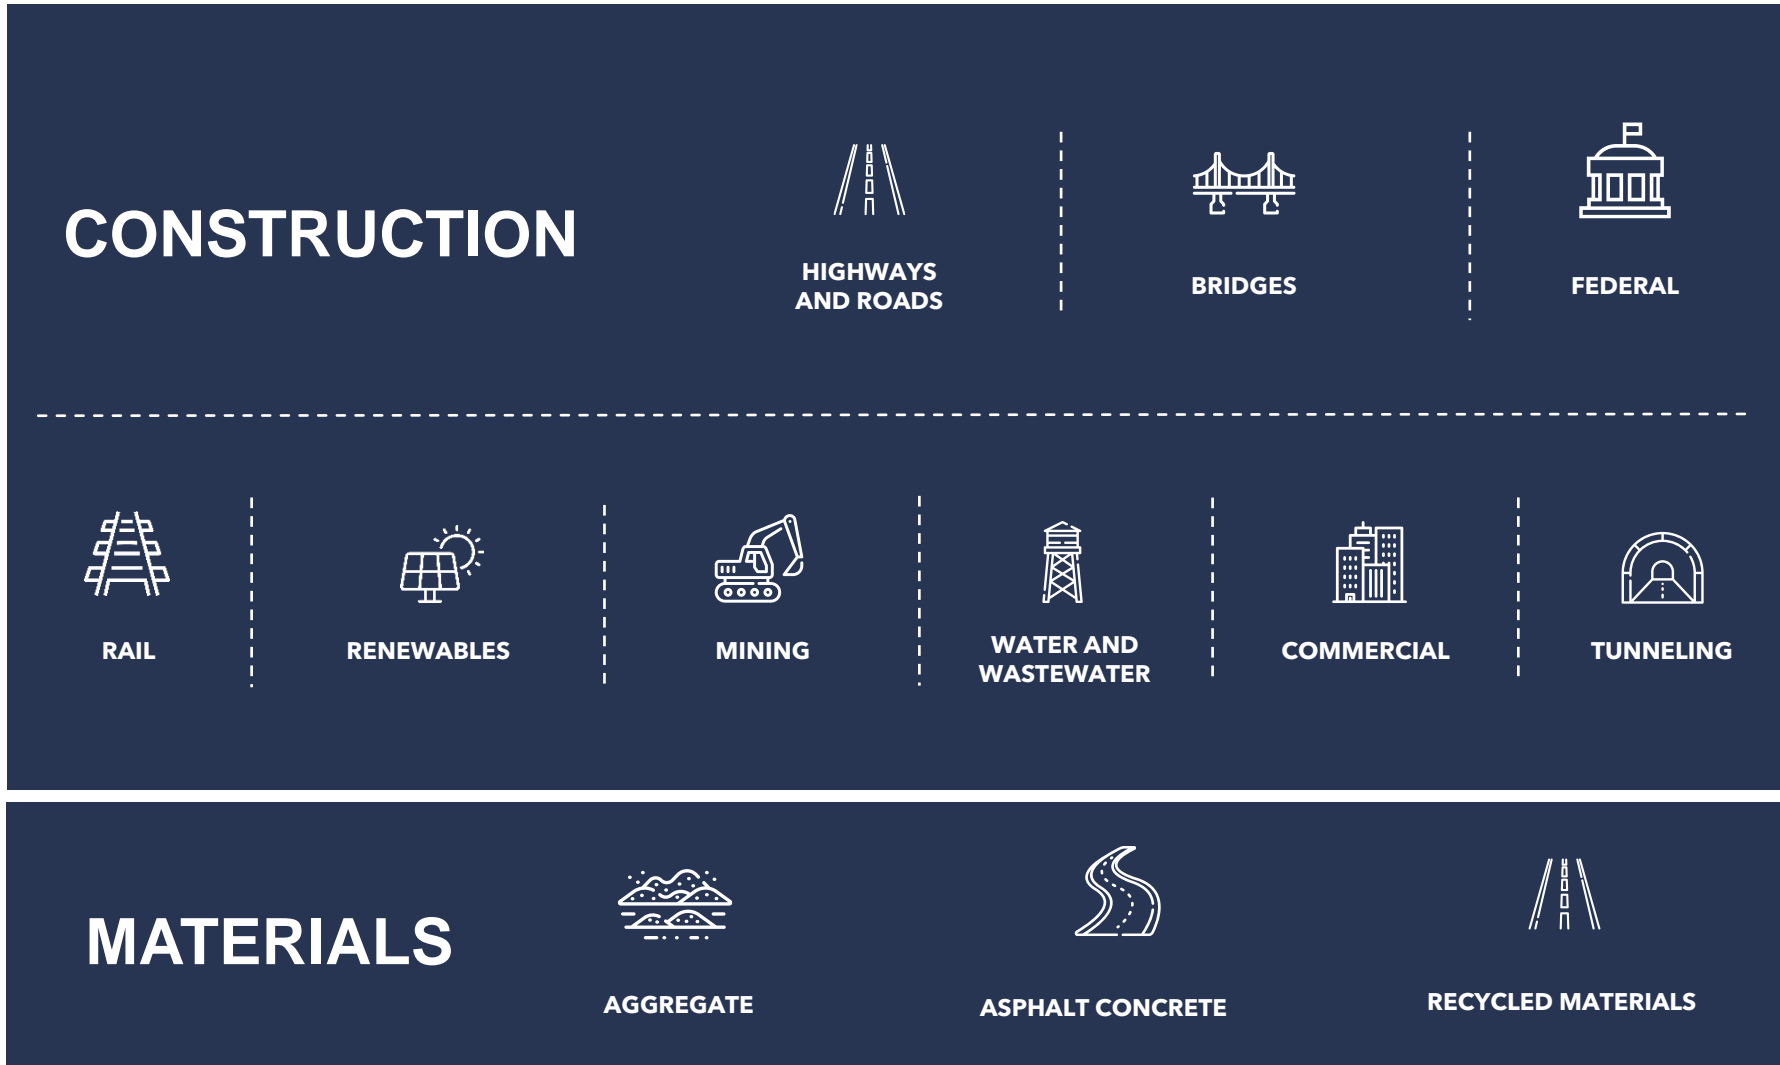 CONSTRUCTION
HIGHWAYS
AND ROADS
BRIDGES
FEDERAL
RAIL
RENEWABLES
MINING
WATER AND
WASTEWATER
COMMERCIAL
TUNNELING
MATERIALS
AGGREGATE
ASPHALT CONCRETE
RECYCLED MATERIALS